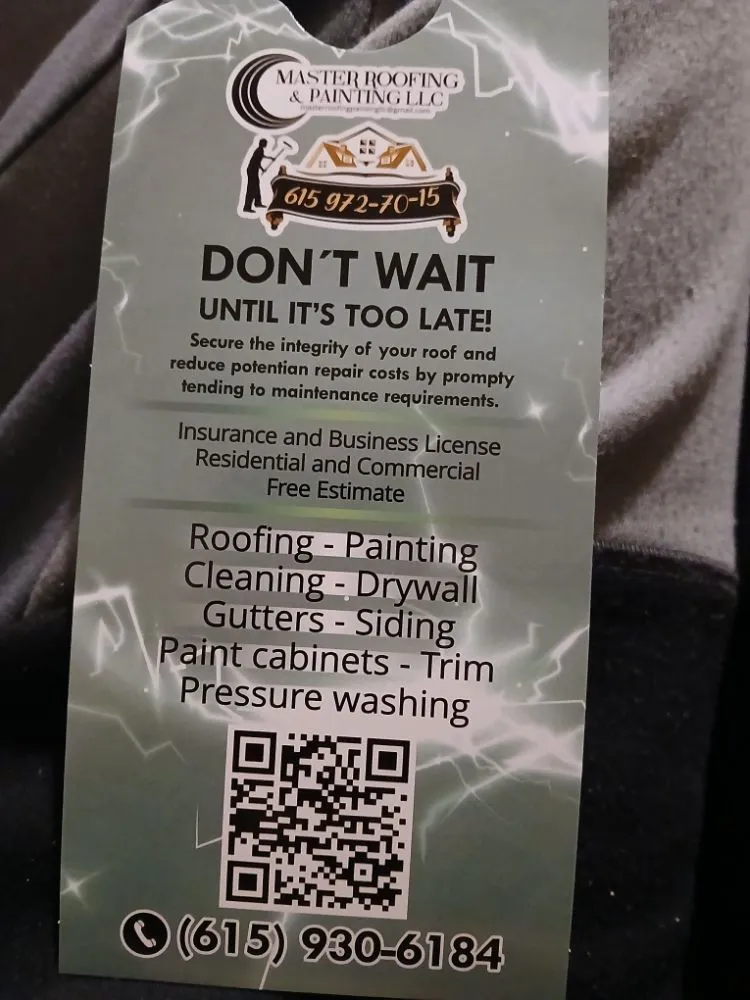 MASTER ROOFING
& PAINTING LLC
615 972-70-15
DON´T WAIT
UNTIL IT'S TOO LATE!
Secure the integrity of your roof and
reduce potentian repair costs by prompty
tending to maintenance requirements.
Insurance and Business License
Residential and Commercial
Free Estimate
Roofing - Painting
Cleaning - Drywall
Gutters - Siding
Paint cabinets - Trim
Pressure washing
(615) 930-6184